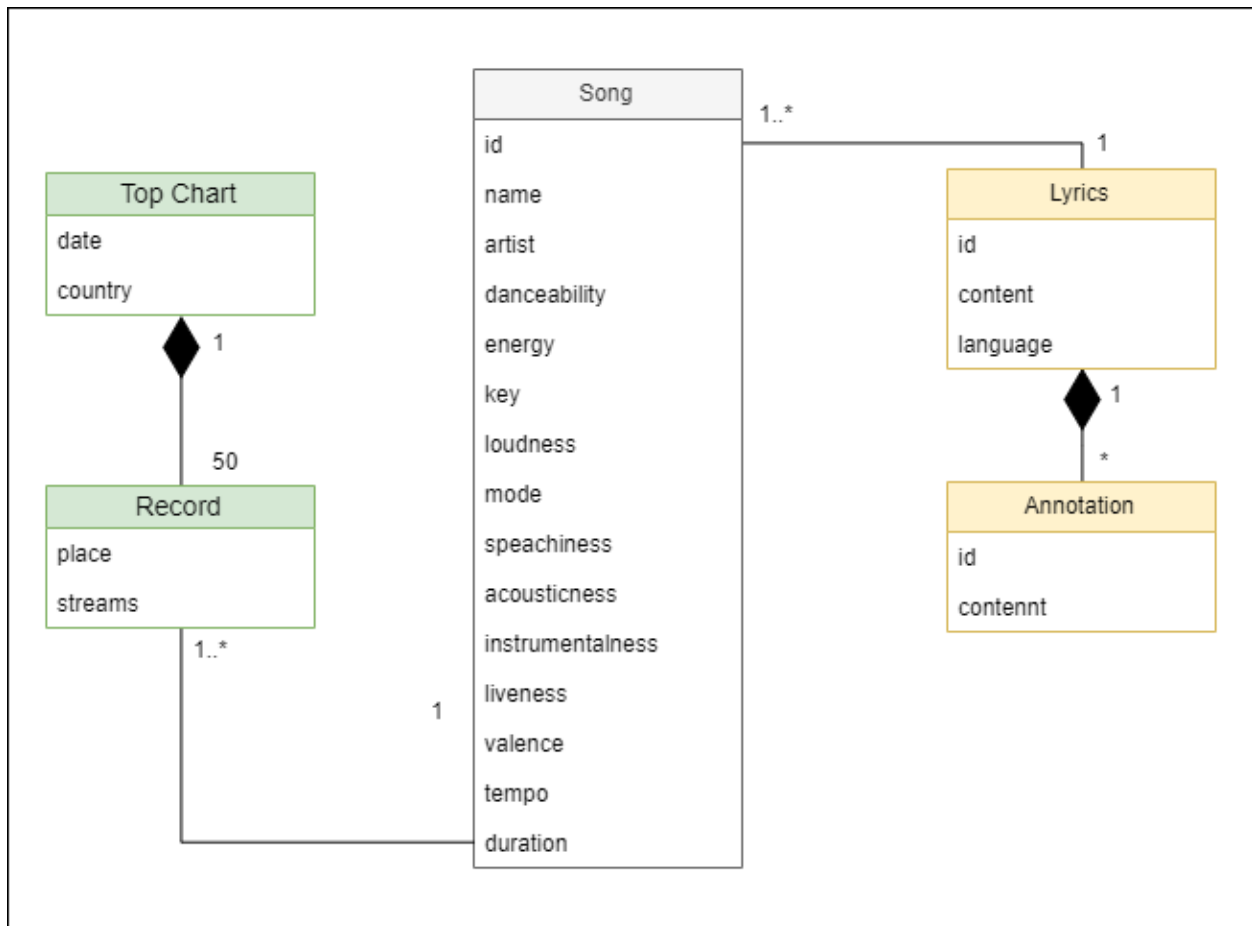 Top Chart
date
country
1
50
Record
place
streams
1..*
1
Song
id
name
artist
danceability
energy
key
loudness
mode
speachiness
acousticness
instrumentalness
liveness
valence
tempo
duration
1..*
1
Lyrics
id
content
language
1
*
Annotation
id
contennt